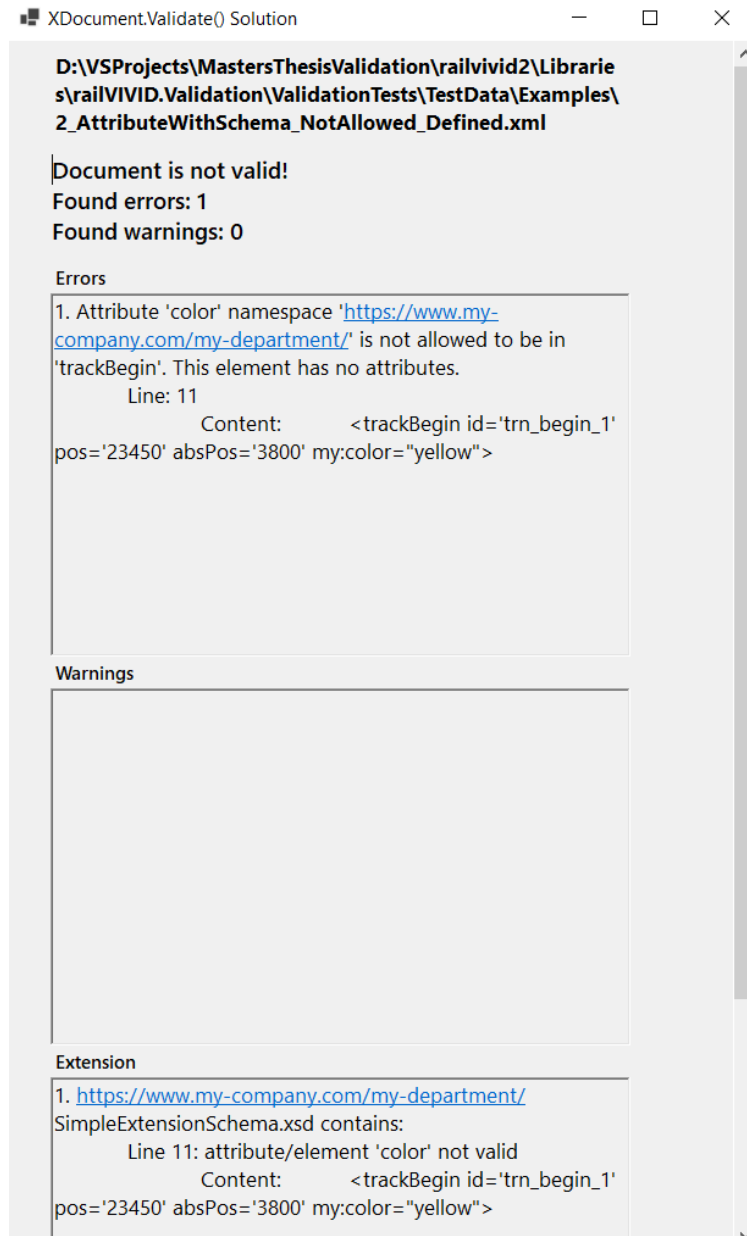 XDocument.Validate() Solution
D:\VSProjects\MastersThesisValidation\railvivid2\Librarie
s\railVIVID.Validation\ValidationTests\TestData\Examples\
2_AttributeWithSchema_NotAllowed_Defined.xml
Document is not valid!
Found errors: 1
Found warnings: 0
Errors
1. Attribute 'color' namespace 'https://www.my-
company.com/my-department/' is not allowed to be in
'trackBegin'. This element has no attributes.
Line: 11
Content: <trackBegin id='trn_begin_1'
pos='23450' absPos='3800' my:color="yellow">
Warnings
Extension
1. https://www.my-company.com/my-department/
SimpleExtensionSchema.xsd contains:
Line 11: attribute/element 'color' not valid
Content: <trackBegin id='trn_begin_1'
pos='23450' absPos='3800' my:color="yellow">